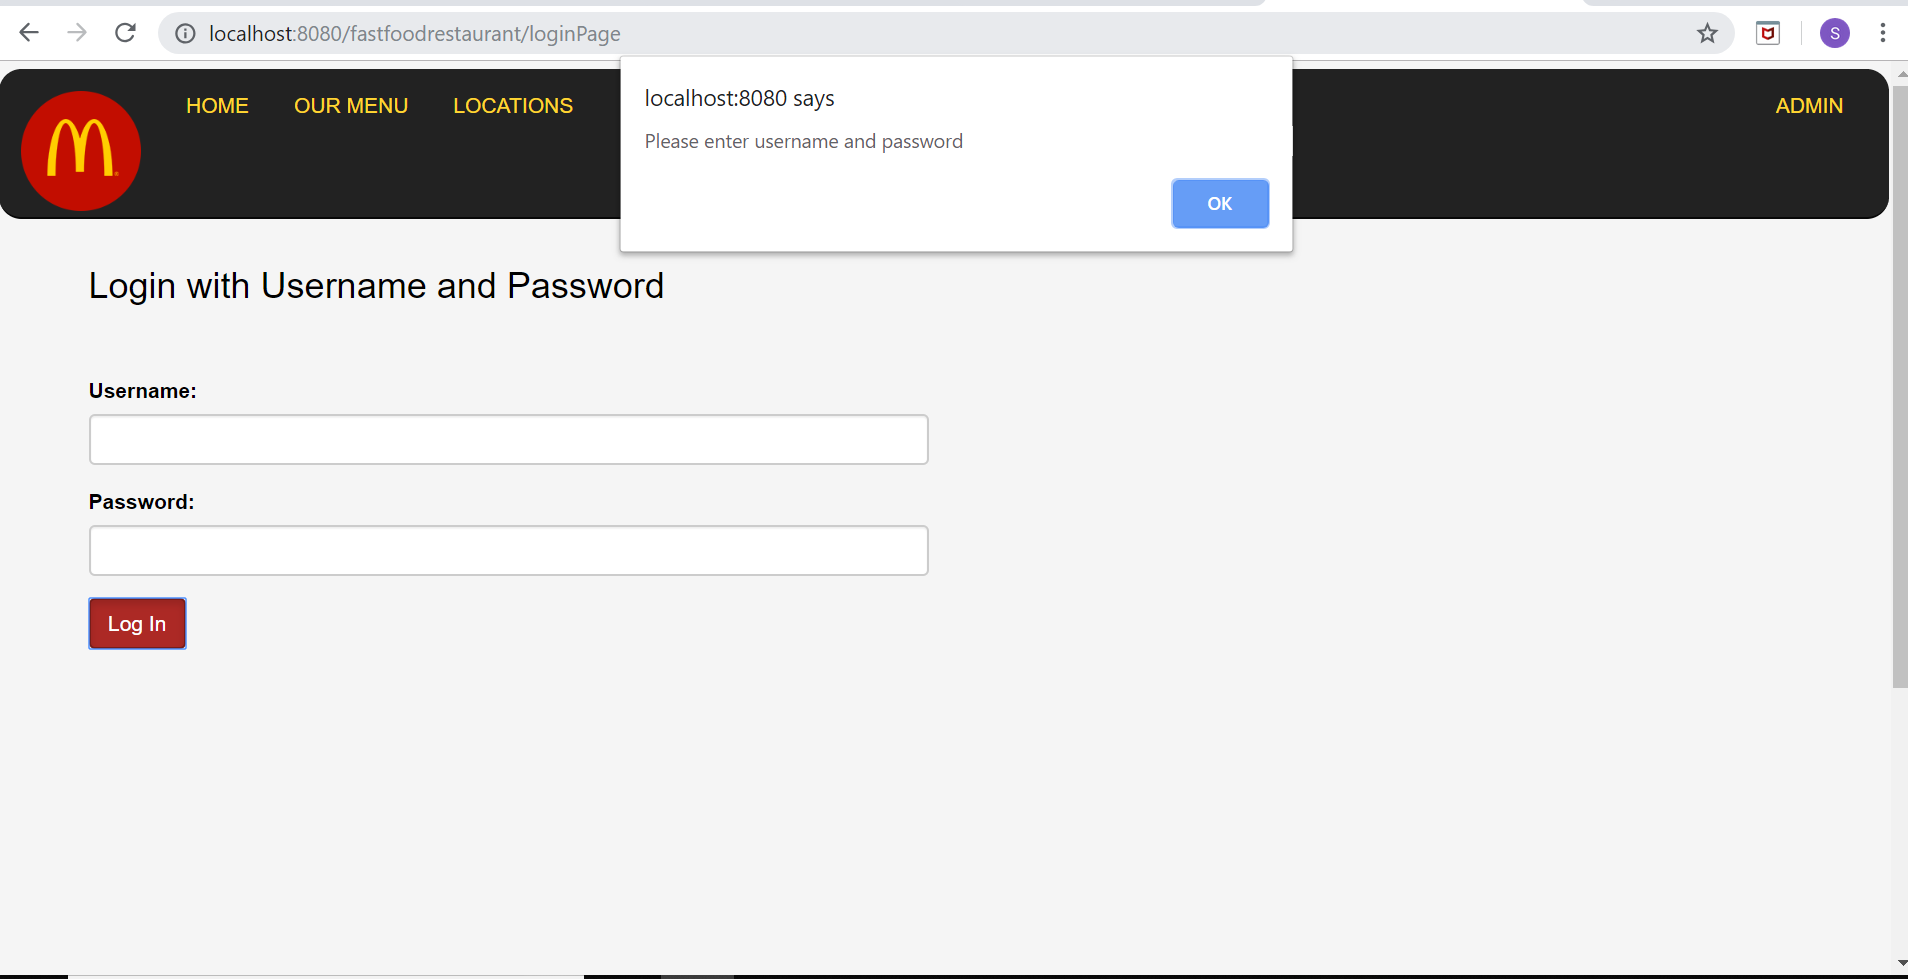 localhost:8080/fastfoodrestaurant/loginPage
S
HOME OUR MENU LOCATIONS ADMIN
localhost:8080 says
Please enter username and password
OK
Login with Username and Password
Username:
Password:
Log In